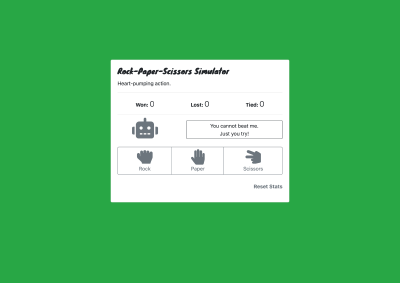 Rock-Paper-Scissors Simulator
Heart-pumping action.
Won: 0 Lost: 0 Tied: 0
You cannot beat me.
Just you try!
Rock Paper Scissors
Reset Stats